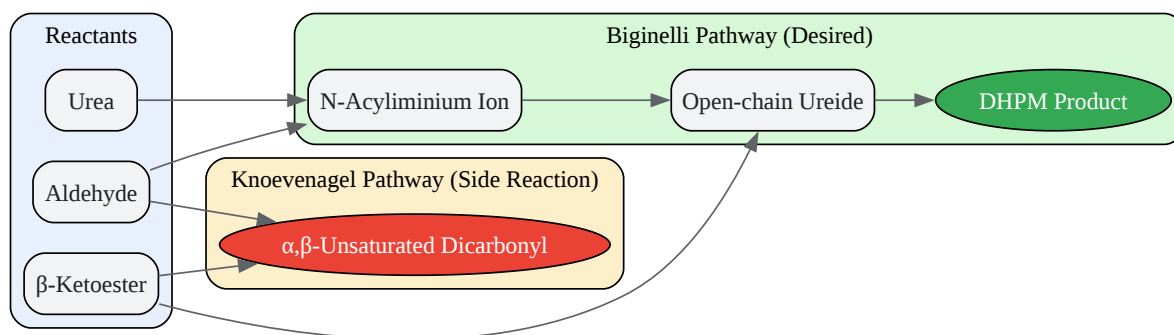 Reactants
Biginelli Pathway (Desired)
Urea
N-Acyliminium Ion
Open-chain Ureide
DHPM Product
Aldehyde
Knoevenagel Pathway (Side Reaction)
α,β-Unsaturated Dicarbonyl
β-Ketoester